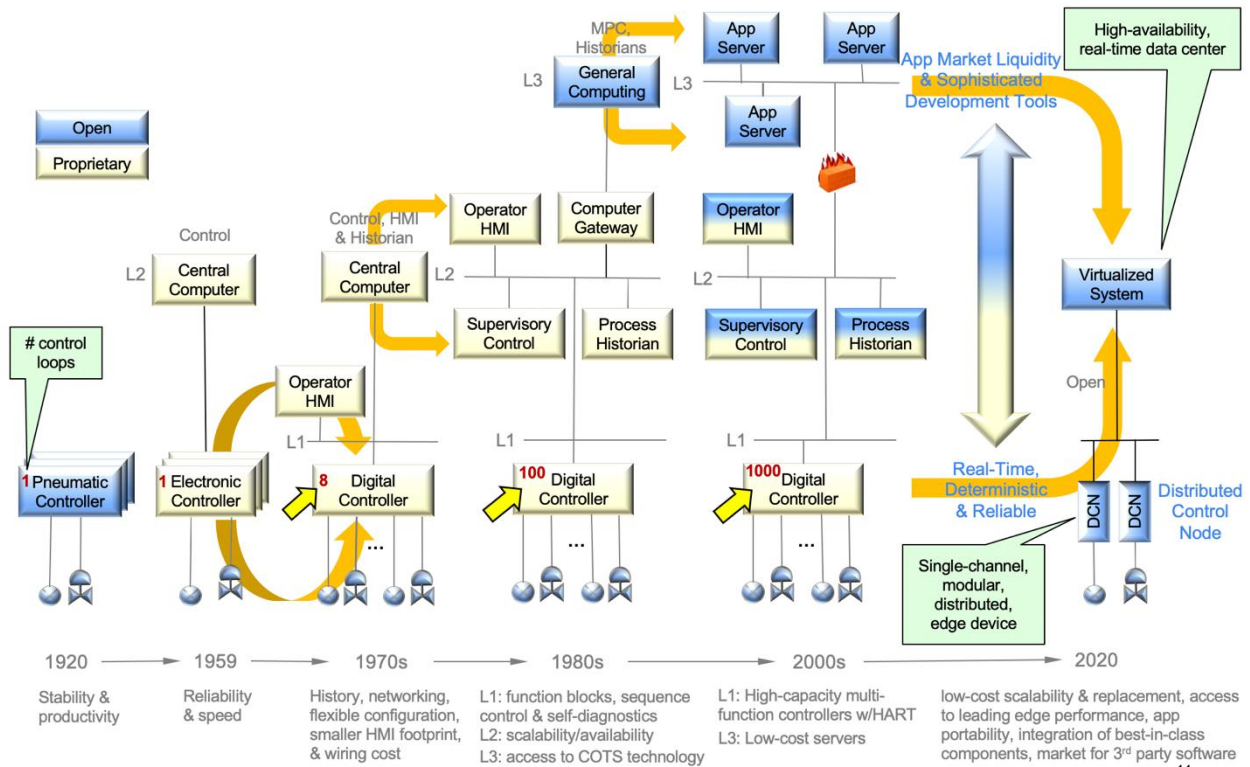 MPC,
Historians
App
Server
App
Server
High-availability,
real-time data center
L3
General
Computing
L3
App Market Liquidity
& Sophisticated
Development Tools
App
Server
Open
Proprietary
Control
L2
Central
Computer
Control, HMI
& Historian
Central
Computer
Operator
HMI
Computer
Gateway
L2
Supervisory
Control
Process
Historian
Operator
HMI
L2
Supervisory
Control
Process
Historian
Virtualized
System
Open
# control
loops
Operator
HMI
L1
L1
L1
1 Pneumatic
Controller
1 Electronic
Controller
8 Digital
Controller
...
100 Digital
Controller
...
1000 Digital
Controller
...
Real-Time,
Deterministic
& Reliable
DCN
DCN
Distributed
Control
Node
Single-channel,
modular,
distributed,
edge device
1920
1959
1970s
1980s
2000s
2020
Stability &
productivity
Reliability
& speed
History, networking,
flexible configuration,
smaller HMI footprint,
& wiring cost
L1: function blocks, sequence
control & self-diagnostics
L2: scalability/availability
L3: access to COTS technology
L1: High-capacity multi-
function controllers w/HART
L3: Low-cost servers
low-cost scalability & replacement, access
to leading edge performance, app
portability, integration of best-in-class
components, market for 3rd party software